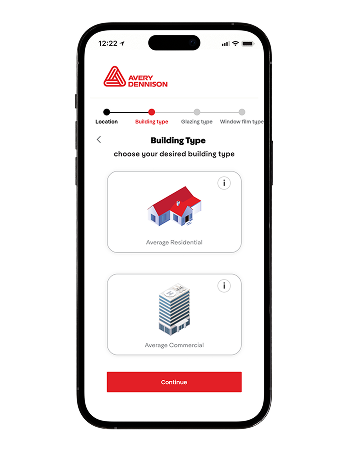 12:22
AVERY
DENNISON
Location Building type Glazing type Window film type
Building Type
choose your desired building type
i
Average Residential
i
Average Commercial
Continue